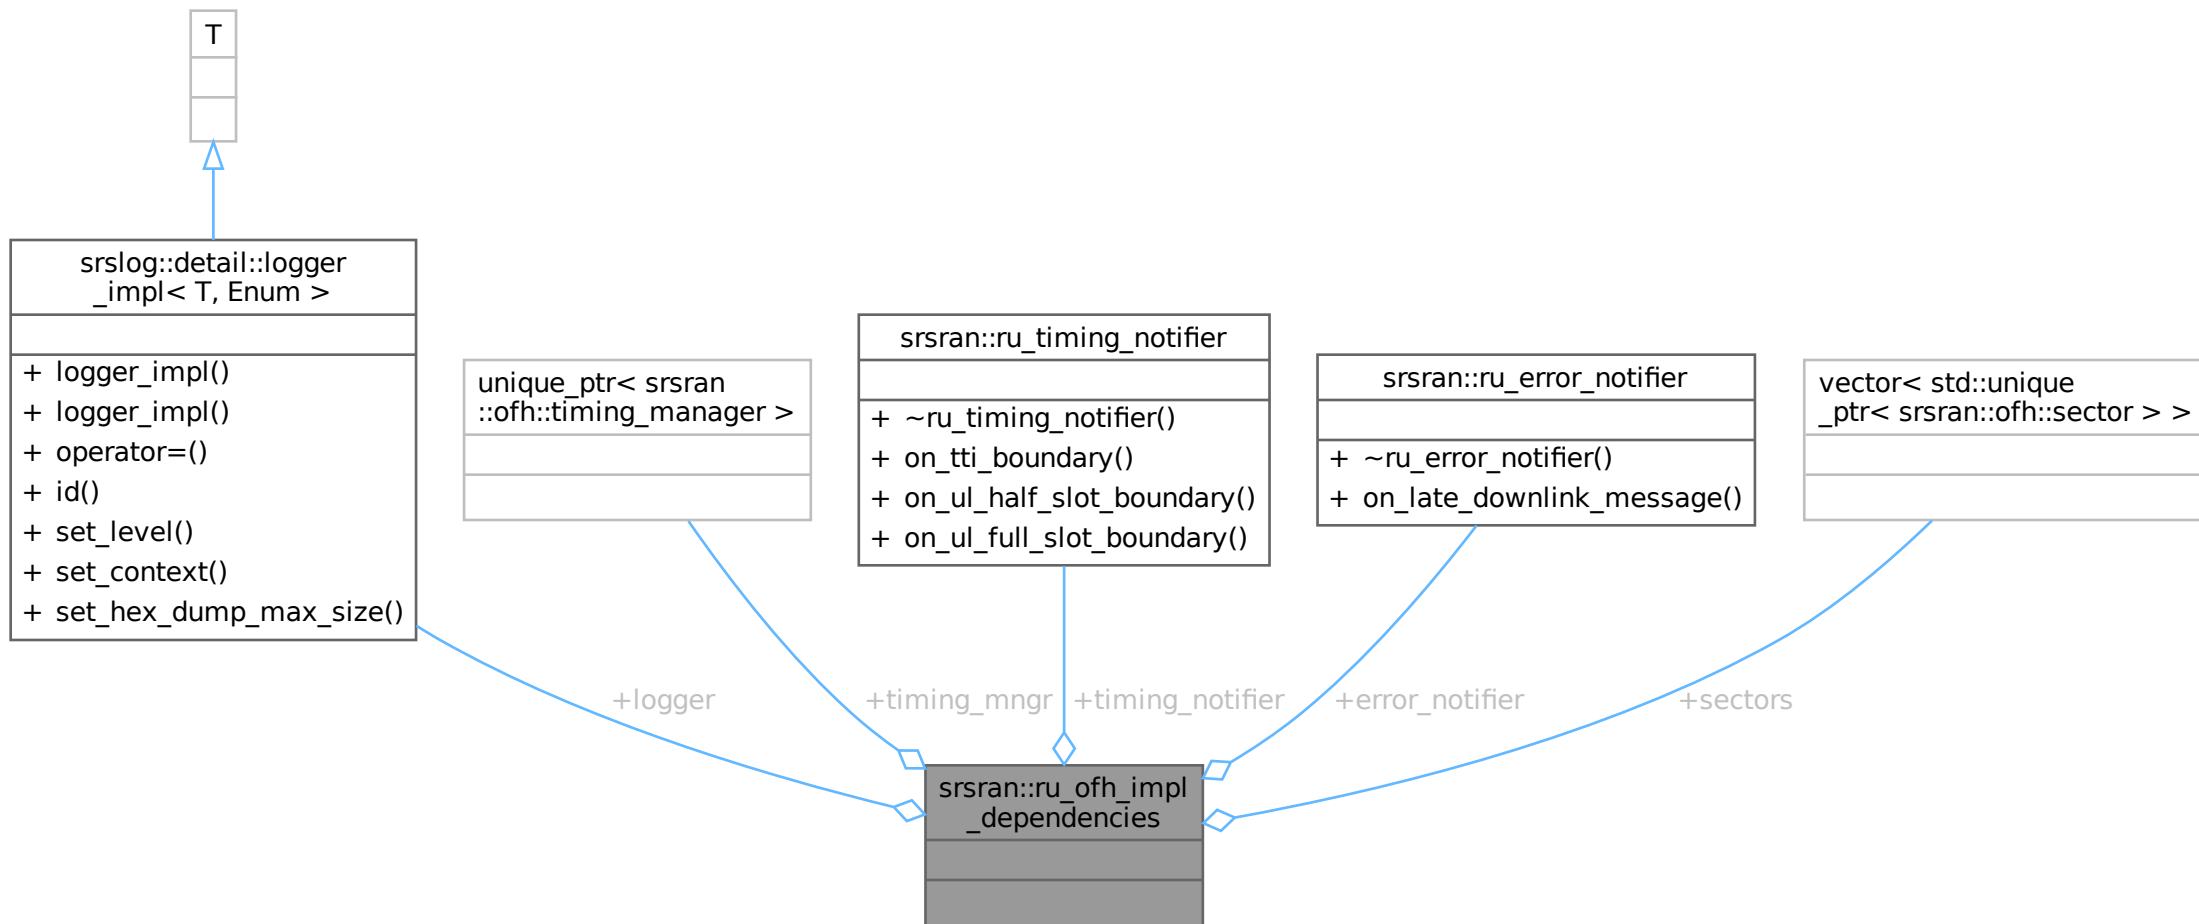 T
srslog::detail::logger
_impl< T, Enum >
+ logger_impl()
+ logger_impl()
+ operator=()
+ id()
+ set_level()
+ set_context()
+ set_hex_dump_max_size()
unique_ptr< srsran
::ofh::timing_manager >
srsran::ru_timing_notifier
+ ~ru_timing_notifier()
+ on_tti_boundary()
+ on_ul_half_slot_boundary()
+ on_ul_full_slot_boundary()
srsran::ru_error_notifier
+ ~ru_error_notifier()
+ on_late_downlink_message()
vector< std::unique
_ptr< srsran::ofh::sector > >
+logger
+timing_mngr
+timing_notifier
+error_notifier
+sectors
srsran::ru_ofh_impl
_dependencies